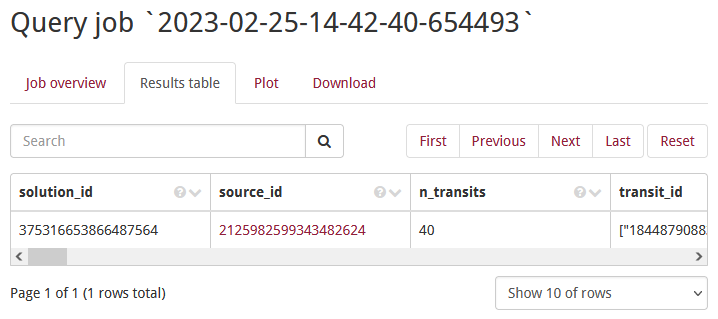 Query job `2023-02-25-14-42-40-654493`
Job overview Results table Plot Download
Search First Previous Next Last Reset
solution_id source_id n_transits transit_id
375316653866487564 2125982599343482624 40 ["1844879088
Page 1 of 1 (1 rows total) Show 10 of rows